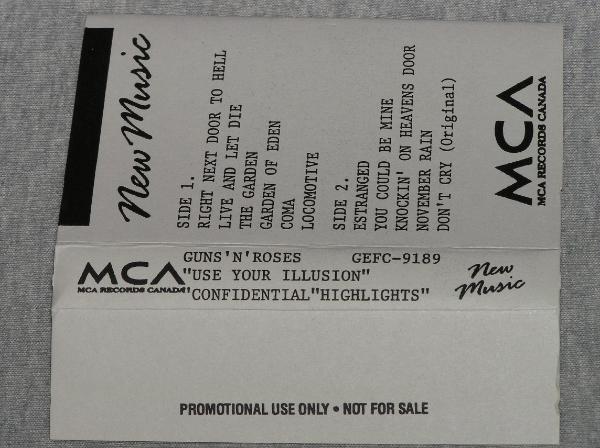 New Music
SIDE 1.
RIGHT NEXT DOOR TO HELL
LIVE AND LET DIE
THE GARDEN
GARDEN OF EDEN
COMA
LOCOMOTIVE
SIDE 2.
ESTRANGED
YOU COULD BE MINE
KNOCKIN' ON HEAVENS DOOR
NOVEMBER RAIN
DON'T CRY (Original)
MCA
MCA RECORDS CANADA
MCA
MCA RECORDS CANADA
GUNS'N'ROSES GEFC-9189
"USE YOUR ILLUSION"
"CONFIDENTIAL"HIGHLIGHTS"
New
Music
PROMOTIONAL USE ONLY • NOT FOR SALE